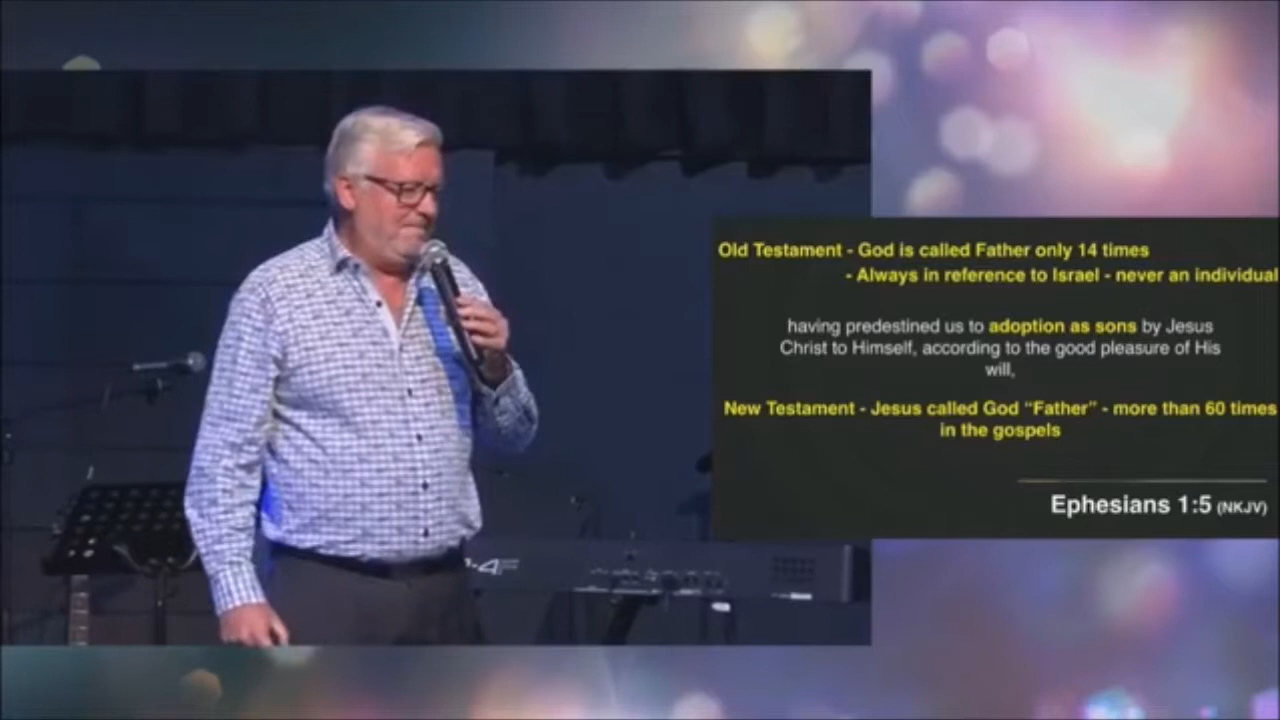 Old Testament - God is called Father only 14 times
- Always in reference to Israel - never an individual
having predestined us to adoption as sons by Jesus
Christ to Himself, according to the good pleasure of His
will,
New Testament - Jesus called God “Father” - more than 60 times
in the gospels
Ephesians 1:5 (NKJV)